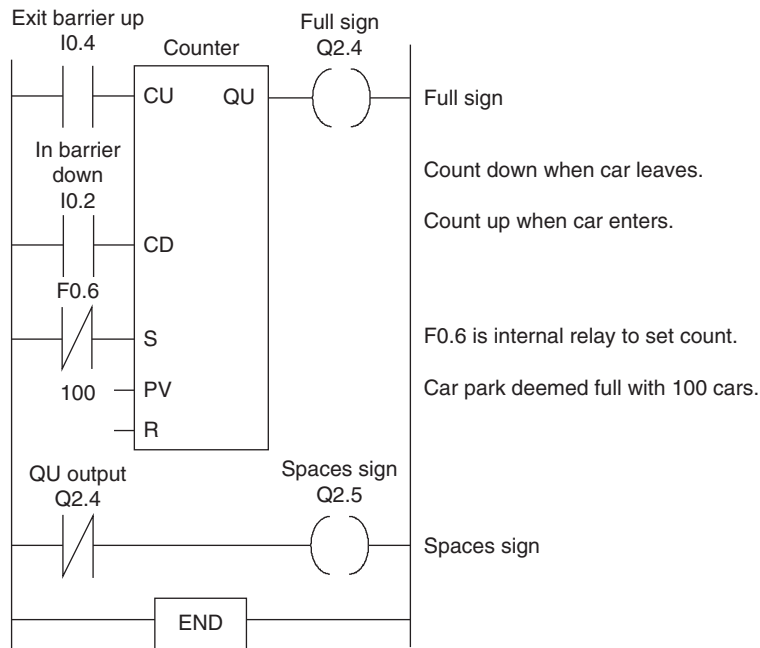 Exit barrier up
I0.4
Counter
Full sign
Q2.4
CU
QU
Full sign
In barrier
down
I0.2
Count down when car leaves.
Count up when car enters.
CD
F0.6
S
F0.6 is internal relay to set count.
100
PV
Car park deemed full with 100 cars.
R
QU output
Q2.4
Spaces sign
Q2.5
Spaces sign
END